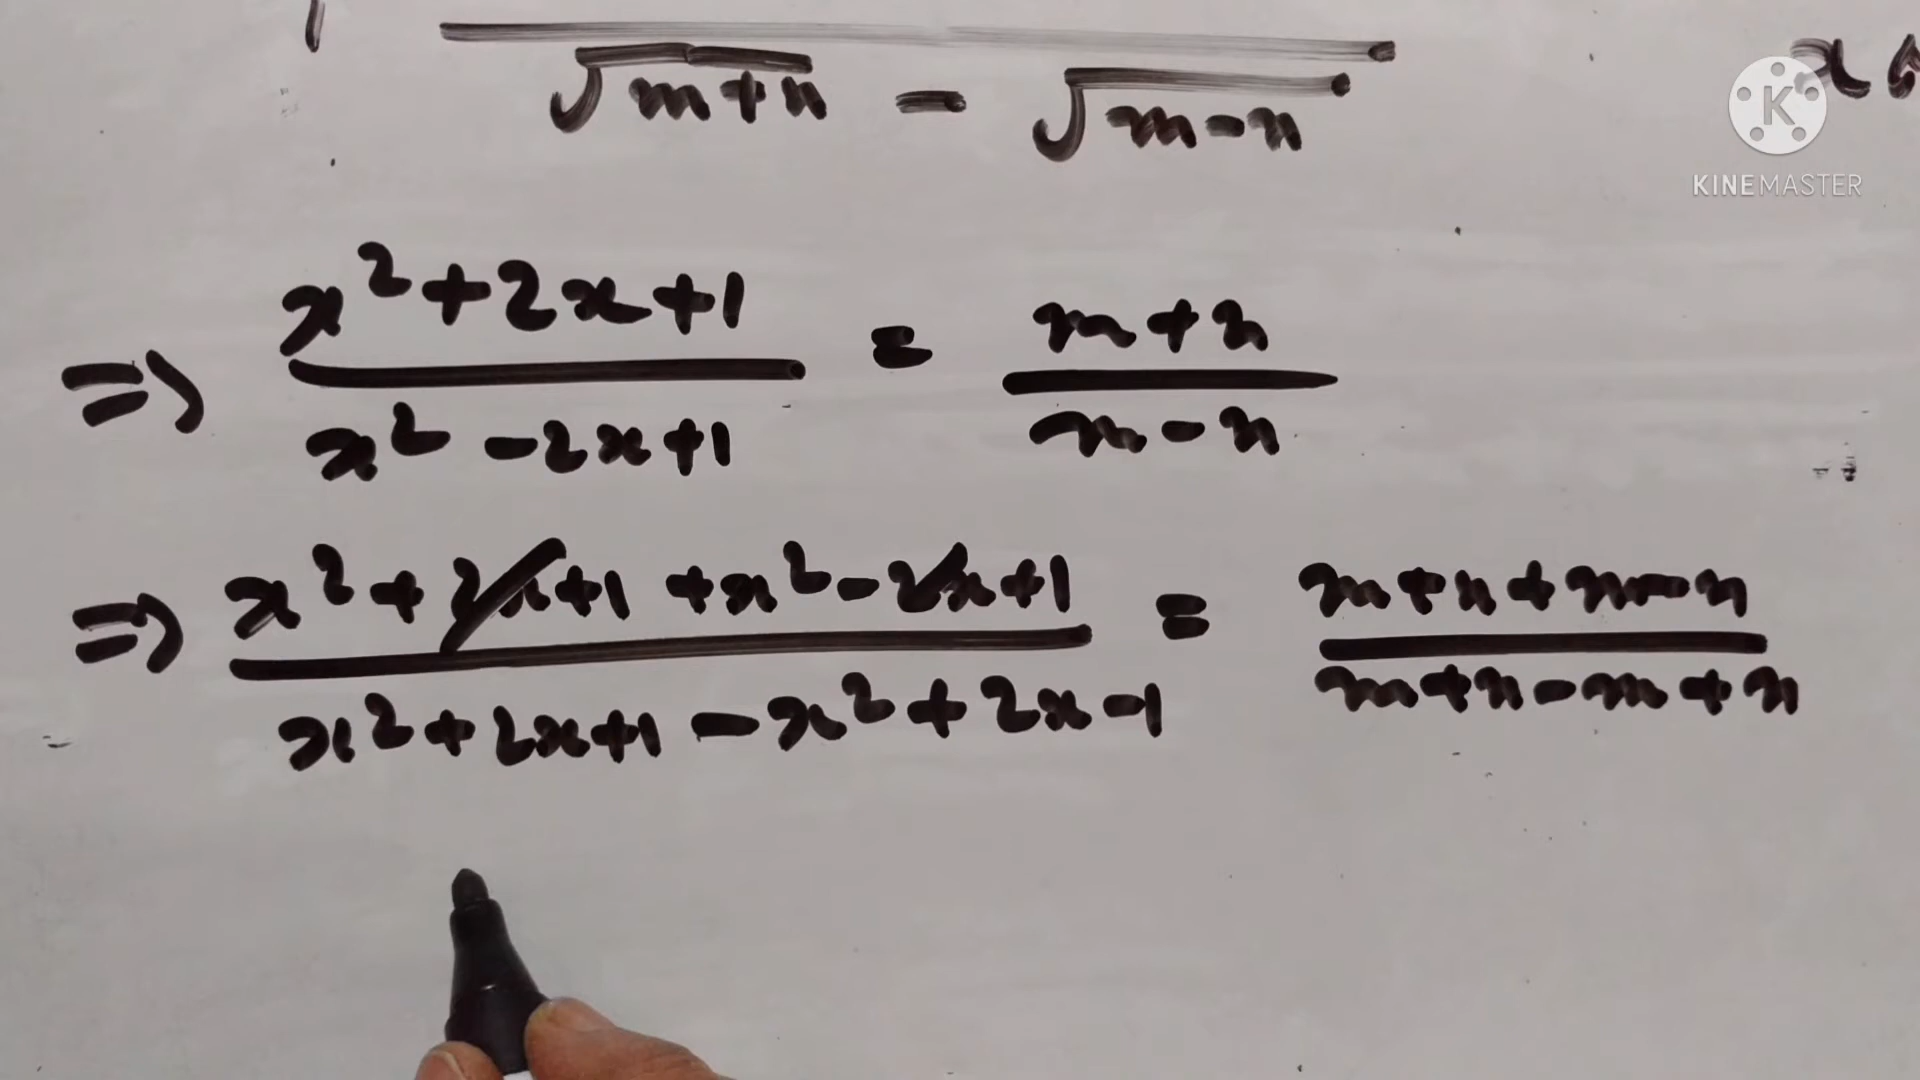 √m+n - √m-n
x
KINEMASTER
⇒ x²+2x+1 / x²-2x+1 = m+n / m-n
⇒ x²+2x+1+x²-2x+1 / x²+2x+1-x²+2x-1 = m+n+m-n / m+n-m+n